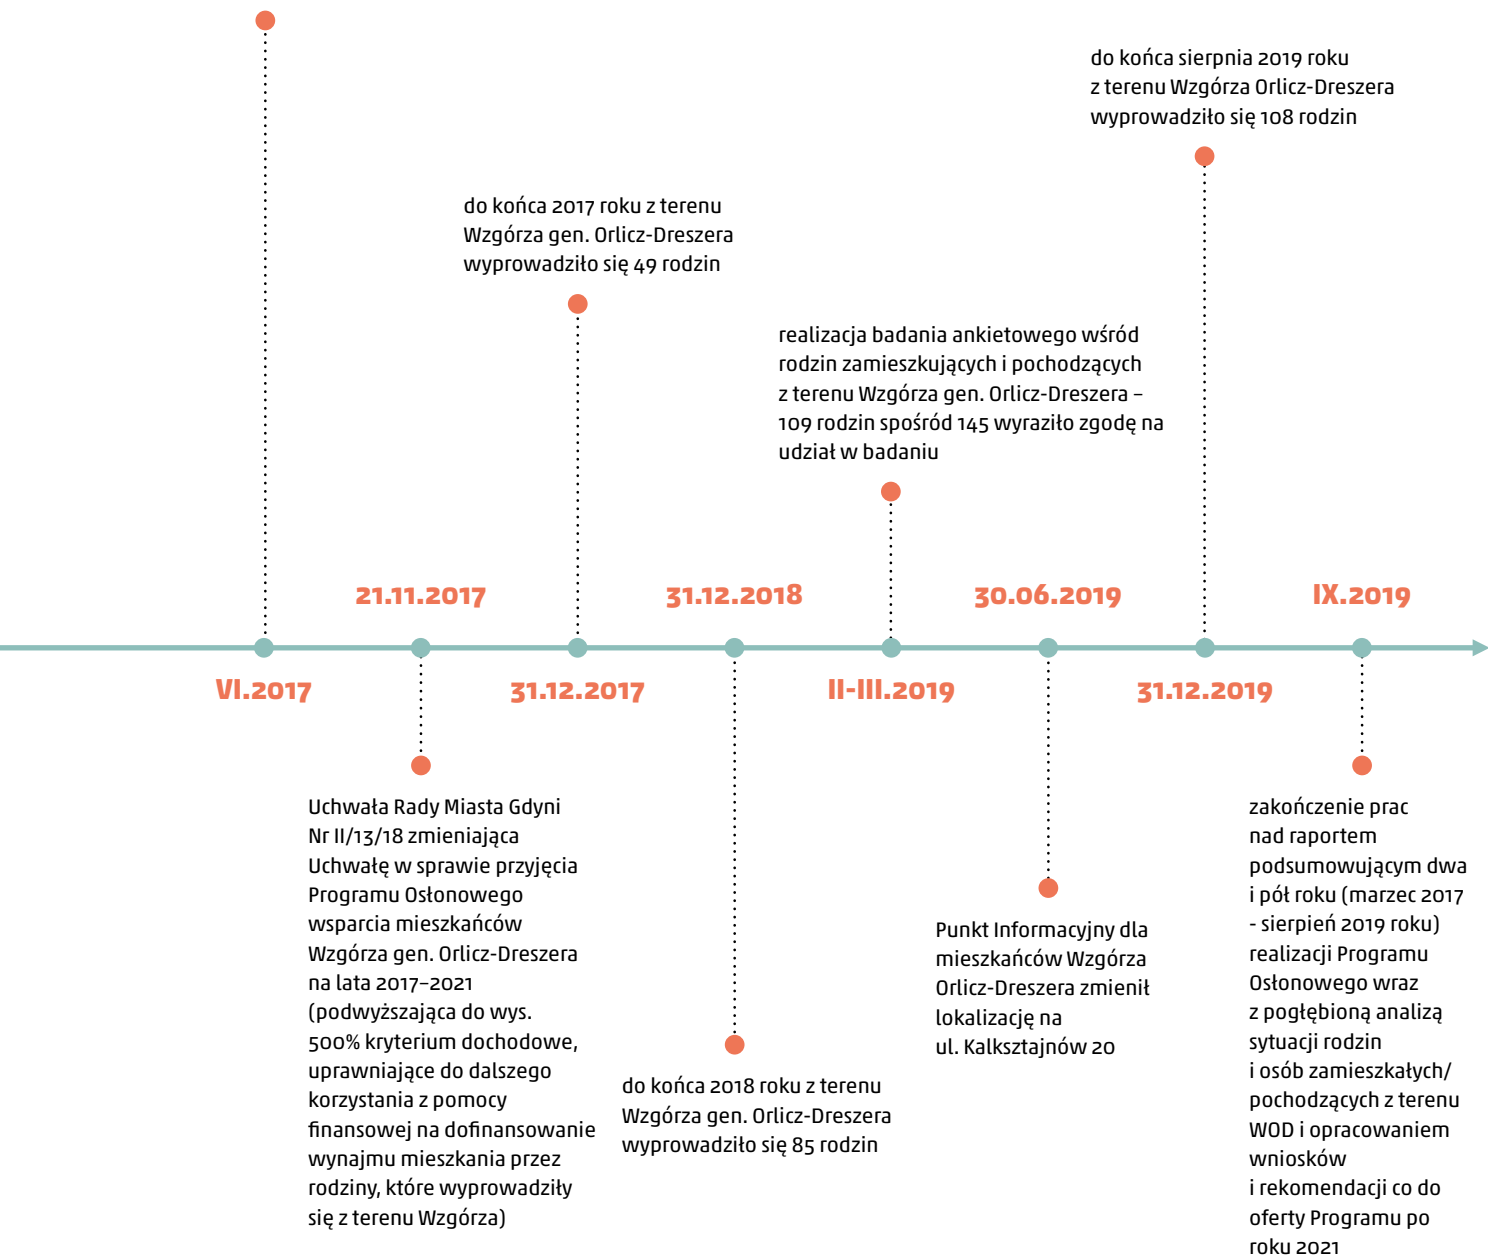 do końca sierpnia 2019 roku
z terenu Wzgórza Orlicz-Dreszera
wyprowadziło się 108 rodzin
do końca 2017 roku z terenu
Wzgórza gen. Orlicz-Dreszera
wyprowadziło się 49 rodzin
realizacja badania ankietowego wśród
rodzin zamieszkujących i pochodzących
z terenu Wzgórza gen. Orlicz-Dreszera –
109 rodzin spośród 145 wyraziło zgodę na
udział w badaniu
21.11.2017
31.12.2018
30.06.2019
IX.2019
VI.2017
31.12.2017
II-III.2019
31.12.2019
Uchwała Rady Miasta Gdyni
Nr II/13/18 zmieniająca
Uchwałę w sprawie przyjęcia
Programu Osłonowego
wsparcia mieszkańców
Wzgórza gen. Orlicz-Dreszera
na lata 2017–2021
(podwyższająca do wys.
500% kryterium dochodowe,
uprawniające do dalszego
korzystania z pomocy
finansowej na dofinansowanie
wynajmu mieszkania przez
rodziny, które wyprowadziły
się z terenu Wzgórza)
do końca 2018 roku z terenu
Wzgórza gen. Orlicz-Dreszera
wyprowadziło się 85 rodzin
Punkt Informacyjny dla
mieszkańców Wzgórza
Orlicz-Dreszera zmienił
lokalizację na
ul. Kalksztajnów 20
zakończenie prac
nad raportem
podsumowującym dwa
i pół roku (marzec 2017
- sierpień 2019 roku)
realizacji Programu
Osłonowego wraz
z pogłębioną analizą
sytuacji rodzin
i osób zamieszkałych/
pochodzących z terenu
WOD i opracowaniem
wniosków
i rekomendacji co do
oferty Programu po
roku 2021